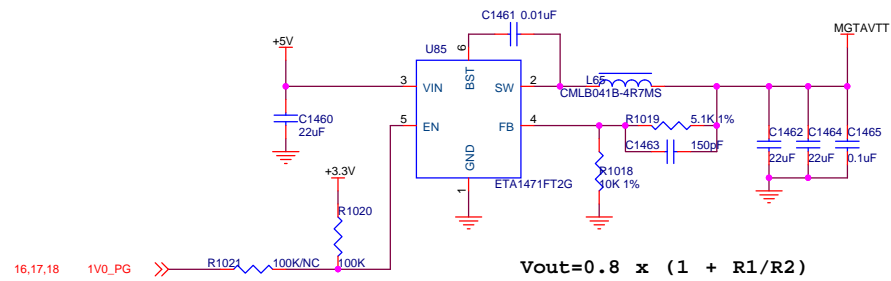 C1461 0.01uF
MGTAVTT
+5V
U85
6
BST
3 VIN SW 2
L65
CMLB041B-4R7MS
5 EN FB 4
C1460
22uF
R1019 5.1K 1%
C1463 150pF
C1462 C1464 C1465
22uF 22uF 0.1uF
GND
1
R1018
10K 1%
ETA1471FT2G
+3.3V
R1020
16,17,18 1V0_PG R1021 100K/NC 100K
Vout=0.8 x (1 + R1/R2)